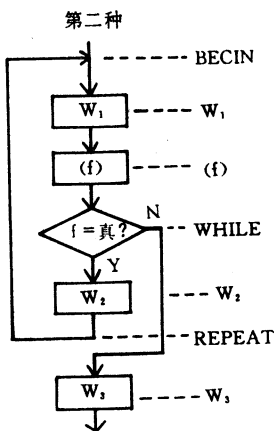 第二种
BECIN
W₁ W₁
(f) (f)
N
f=真? WHILE
Y
W₂ W₂
REPEAT
W₃ W₃